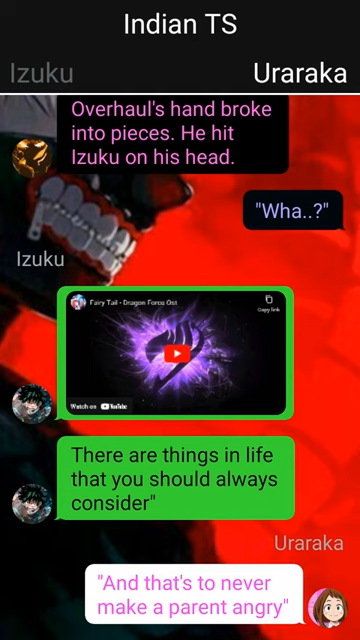 Indian TS
Izuku
Uraraka
Overhaul's hand broke
into pieces. He hit
Izuku on his head.
"Wha..?"
Izuku
Fairy Tail - Dragon Force Ost
Copy link
Watch on YouTube
There are things in life
that you should always
consider"
Uraraka
"And that's to never
make a parent angry"